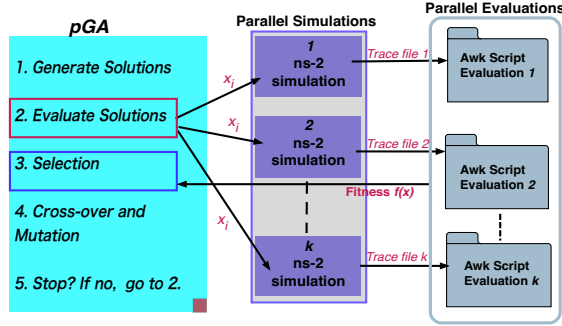 pGA
1. Generate Solutions
2. Evaluate Solutions
3. Selection
4. Cross-over and
Mutation
5. Stop? If no, go to 2.
x_i
x_i
x_i
Parallel Simulations
1
ns-2
simulation
2
ns-2
simulation
k
ns-2
simulation
Trace file 1
Trace file 2
Fitness f(x)
Trace file k
Parallel Evaluations
Awk Script
Evaluation 1
Awk Script
Evaluation 2
Awk Script
Evaluation k